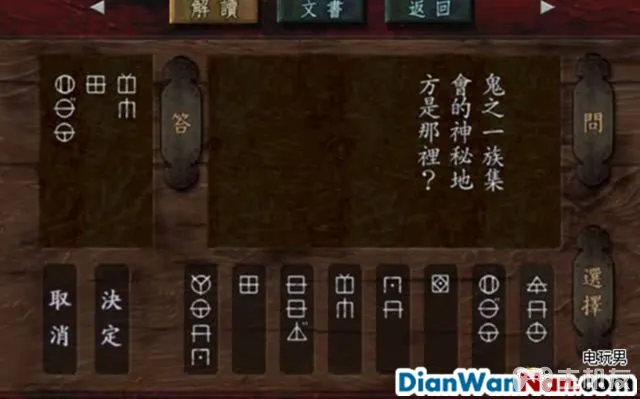 解讀
文書
返回
問
鬼之一族集
會的神秘地
方是那裡？
答
選擇
決定
取消
电玩男
DianWanNan.com